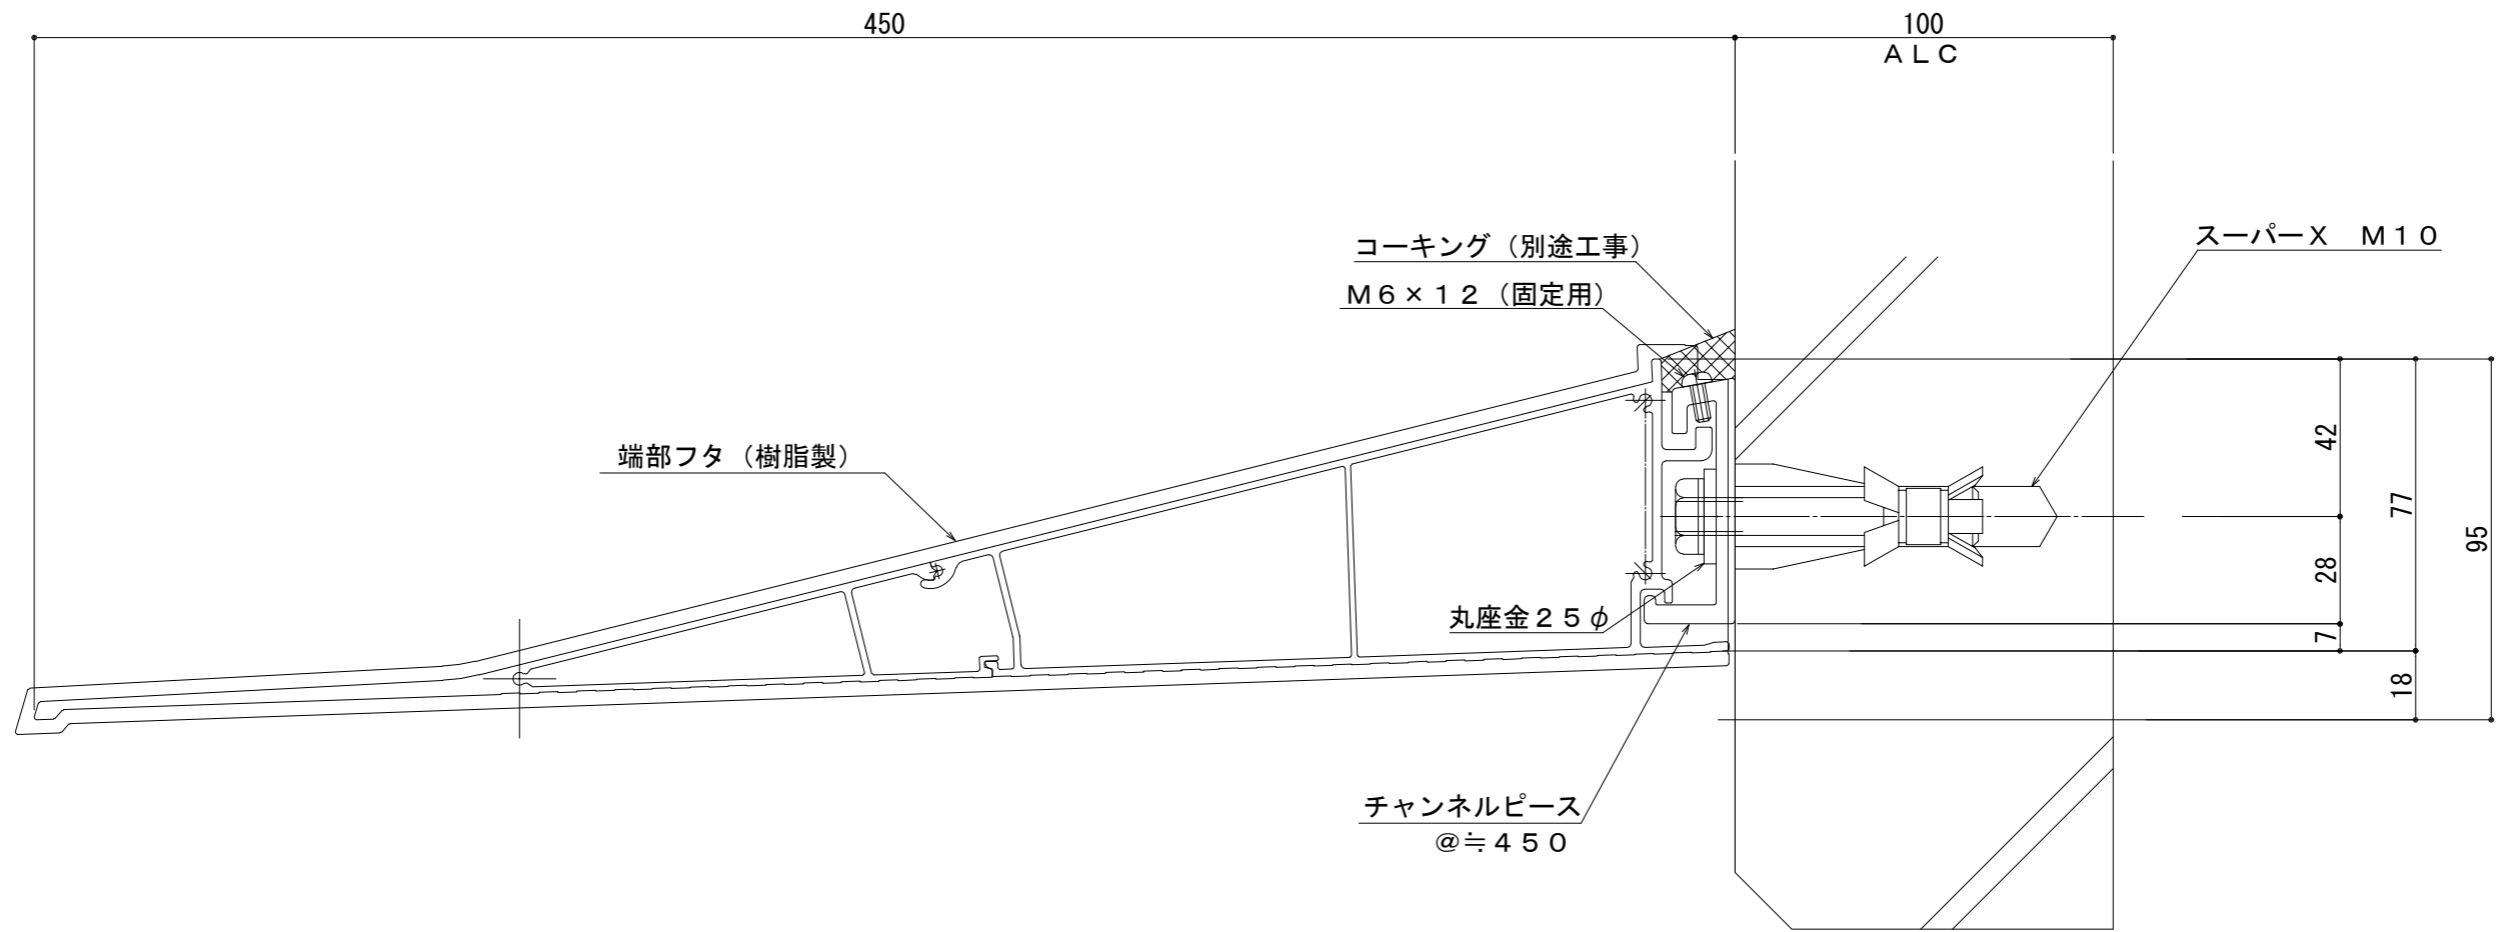 450
100
ＡＬＣ
スーパーＸ　Ｍ１０
コーキング（別途工事）
Ｍ６×１２（固定用）
端部フタ（樹脂製）
42
77
95
28
丸座金２５φ
7
18
チャンネルピース
＠≒４５０